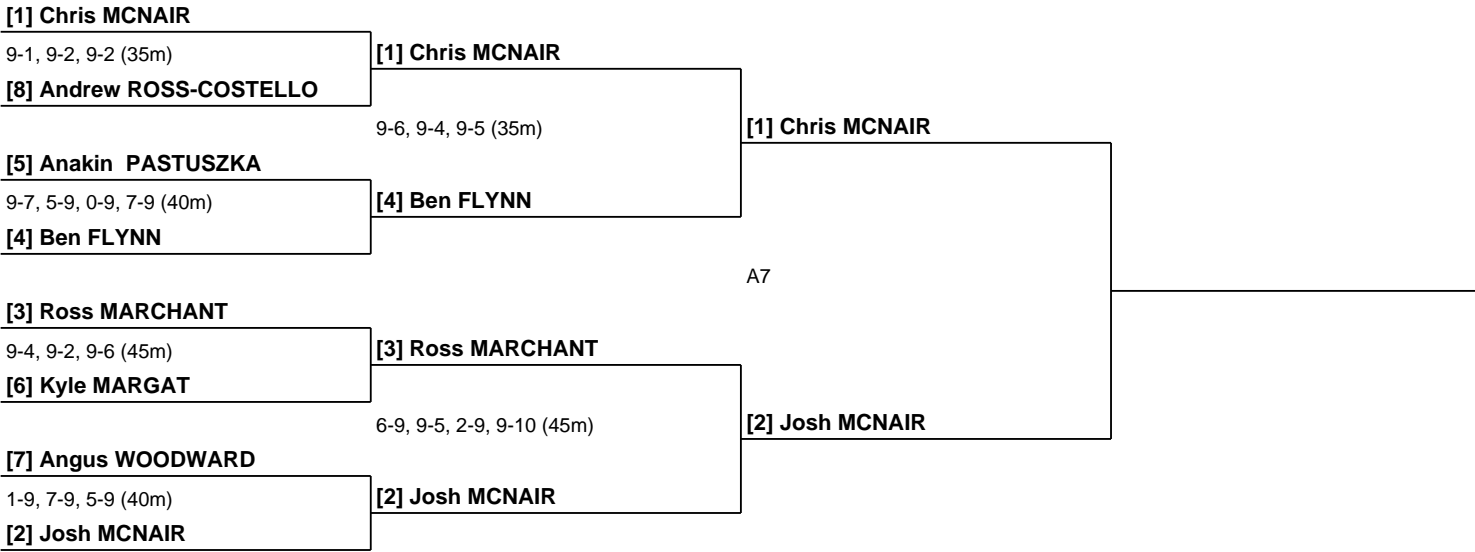 [1] Chris MCNAIR
9-1, 9-2, 9-2 (35m)
[1] Chris MCNAIR
[8] Andrew ROSS-COSTELLO
9-6, 9-4, 9-5 (35m)
[1] Chris MCNAIR
[5] Anakin  PASTUSZKA
9-7, 5-9, 0-9, 7-9 (40m)
[4] Ben FLYNN
[4] Ben FLYNN
A7
[3] Ross MARCHANT
9-4, 9-2, 9-6 (45m)
[3] Ross MARCHANT
[6] Kyle MARGAT
6-9, 9-5, 2-9, 9-10 (45m)
[2] Josh MCNAIR
[7] Angus WOODWARD
1-9, 7-9, 5-9 (40m)
[2] Josh MCNAIR
[2] Josh MCNAIR